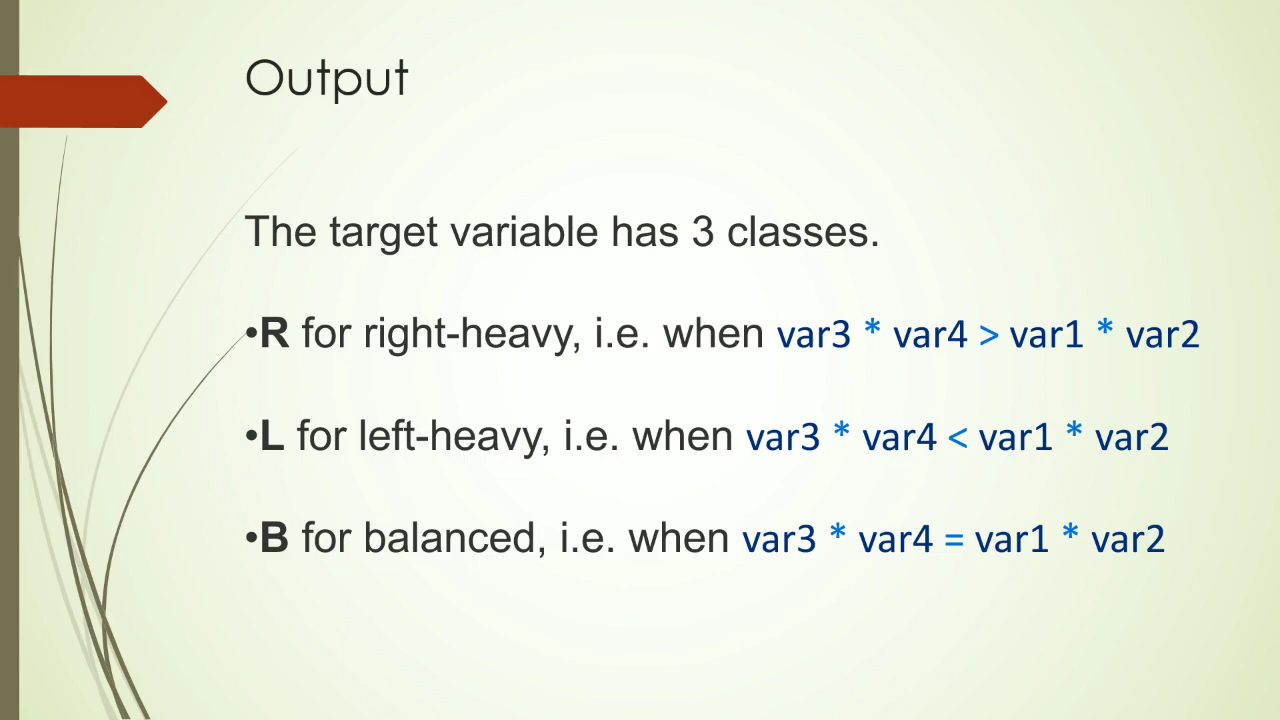 Output
The target variable has 3 classes.
•R for right-heavy, i.e. when var3 * var4 > var1 * var2
•L for left-heavy, i.e. when var3 * var4 < var1 * var2
•B for balanced, i.e. when var3 * var4 = var1 * var2